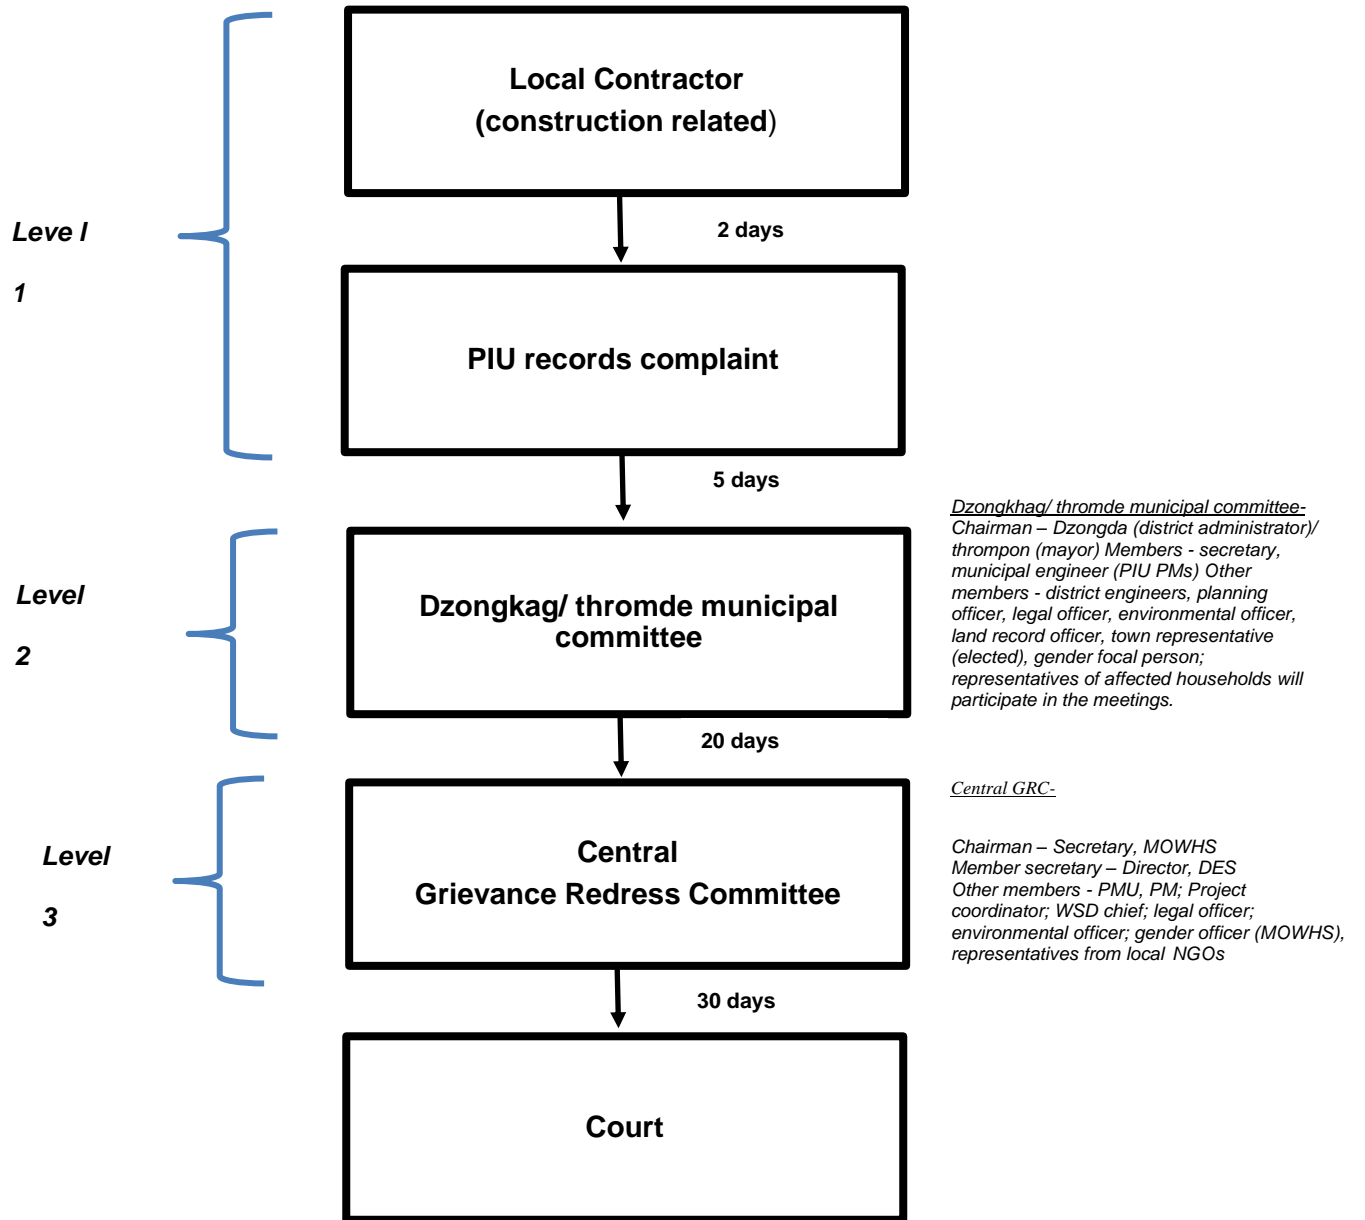 Local Contractor
(construction related)
2 days
Leve l
1
PIU records complaint
5 days
Dzongkhag/ thromde municipal committee-
Chairman – Dzongda (district administrator)/
thrompon (mayor) Members - secretary,
municipal engineer (PIU PMs) Other
members - district engineers, planning
officer, legal officer, environmental officer,
land record officer, town representative
(elected), gender focal person;
representatives of affected households will
participate in the meetings.
Level
2
Dzongkag/ thromde municipal
committee
20 days
Central GRC-
Chairman – Secretary, MOWHS
Member secretary – Director, DES
Other members - PMU, PM; Project
coordinator; WSD chief; legal officer;
environmental officer; gender officer (MOWHS),
representatives from local NGOs
Level
3
Central
Grievance Redress Committee
30 days
Court